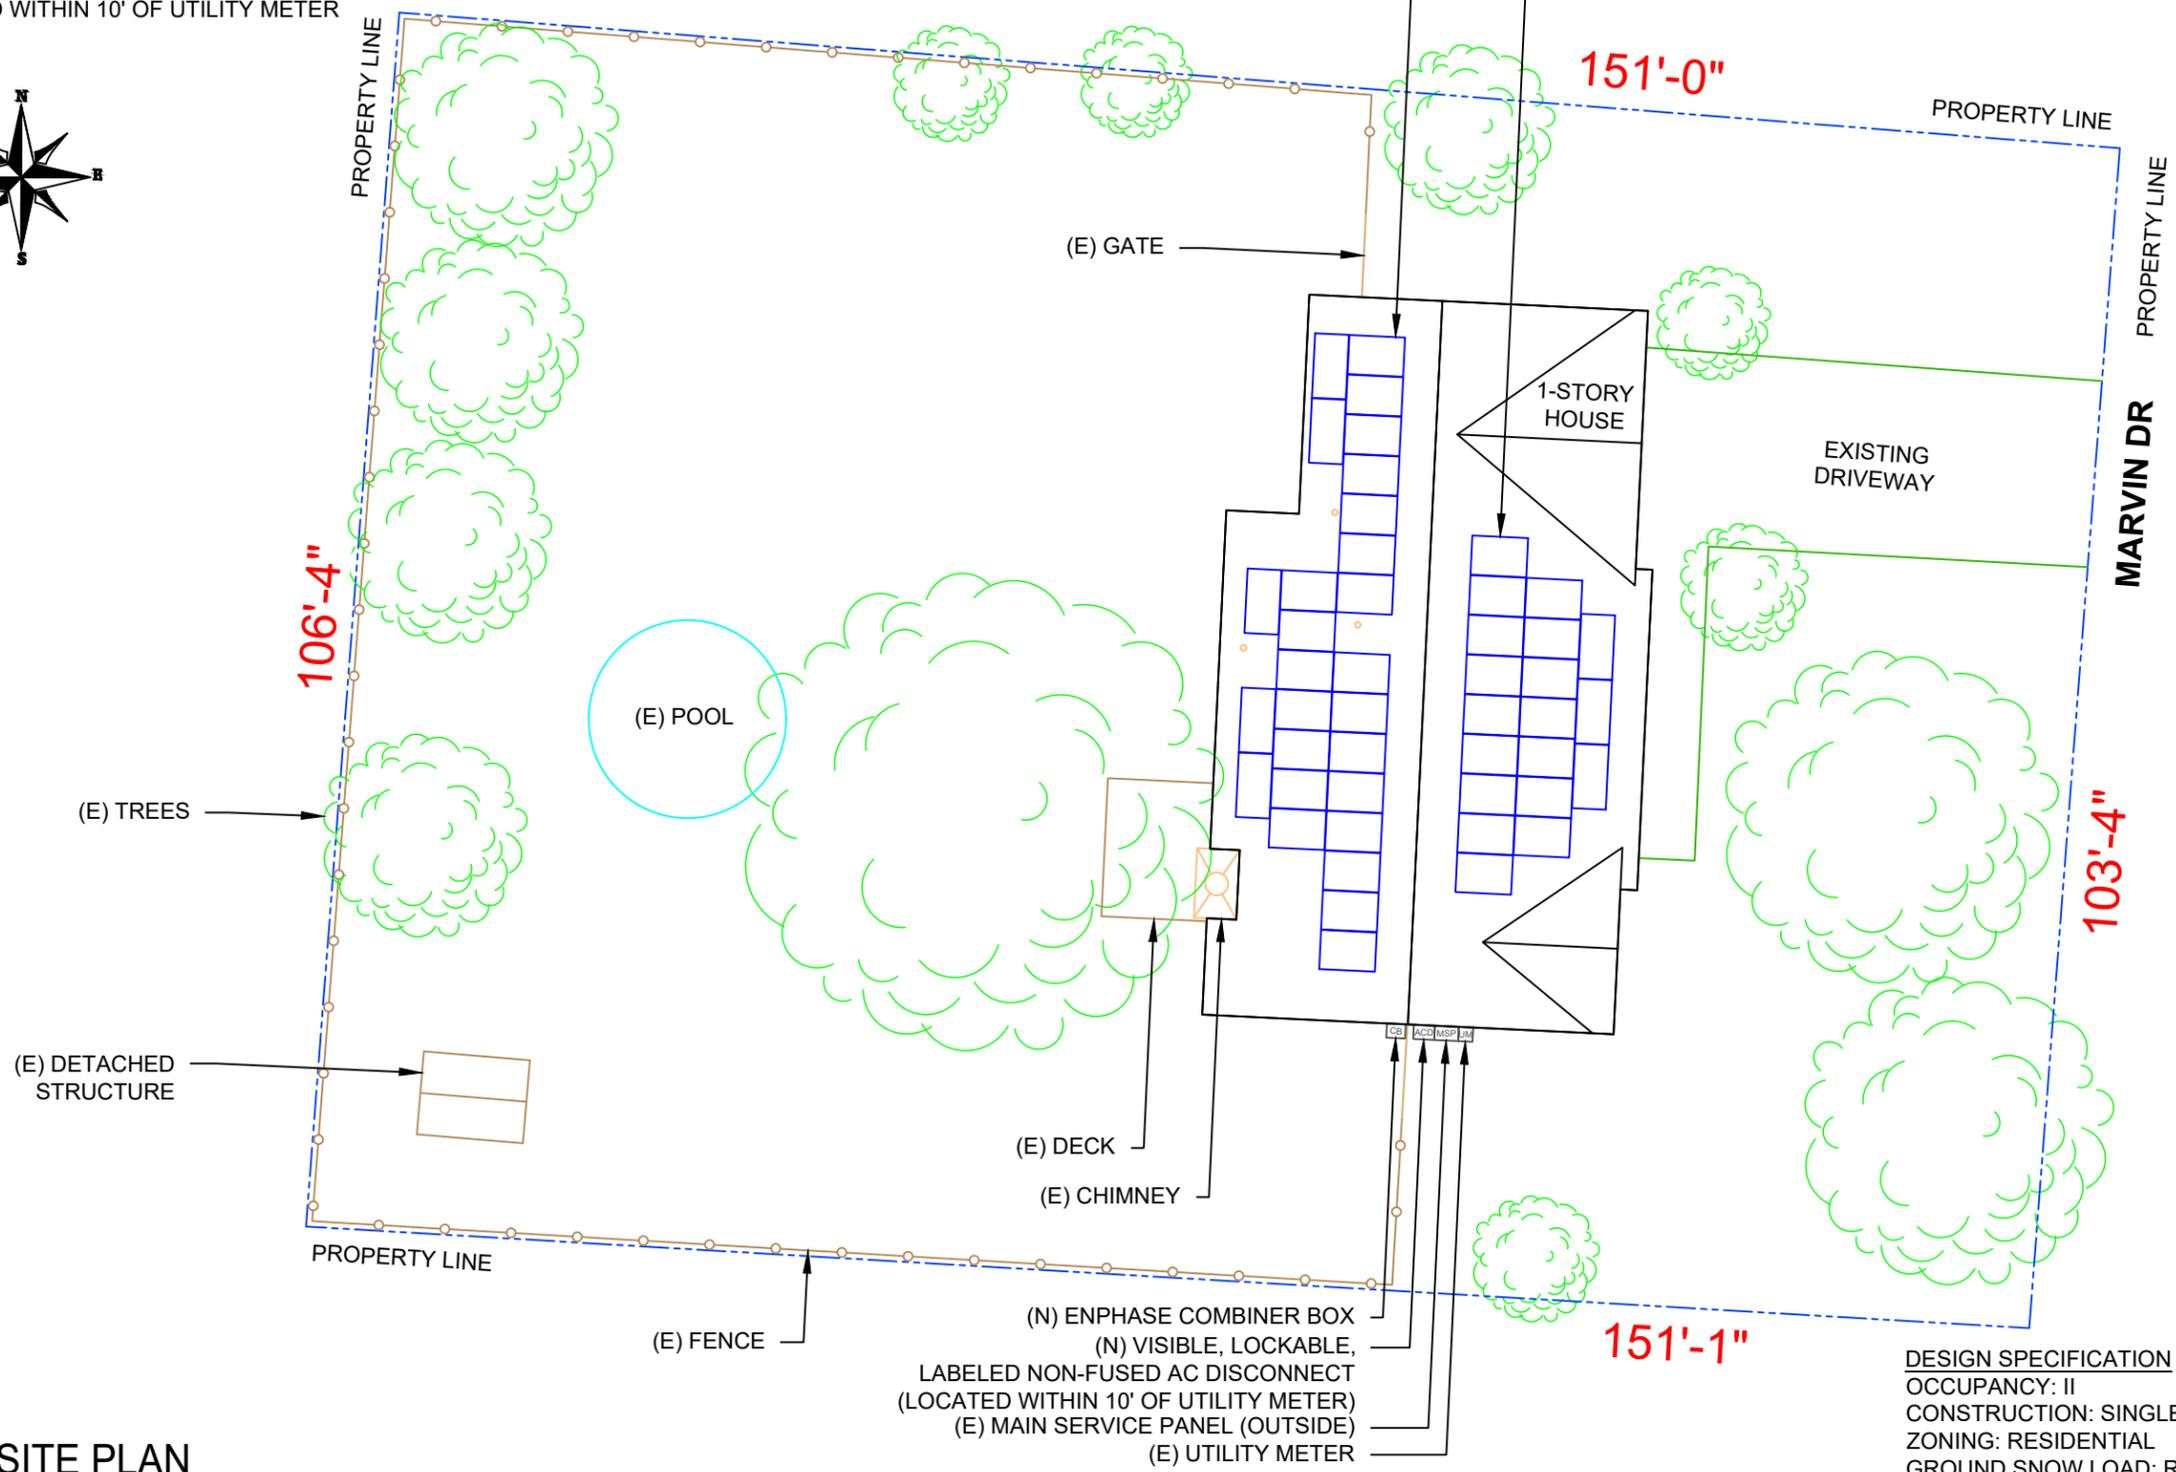 WITHIN 10' OF UTILITY METER
PROPERTY LINE
151'-0"
PROPERTY LINE
PROPERTY LINE
N
E
S
(E) GATE
1-STORY
HOUSE
EXISTING
DRIVEWAY
MARVIN DR
106'-4"
(E) POOL
(E) TREES
103'-4"
(E) DETACHED
STRUCTURE
CB
ACD
MSP
UM
(E) DECK
(E) CHIMNEY
PROPERTY LINE
(E) FENCE
(N) ENPHASE COMBINER BOX
(N) VISIBLE, LOCKABLE,
LABELED NON-FUSED AC DISCONNECT
(LOCATED WITHIN 10' OF UTILITY METER)
(E) MAIN SERVICE PANEL (OUTSIDE)
(E) UTILITY METER
151'-1"
DESIGN SPECIFICATION
OCCUPANCY: II
CONSTRUCTION: SINGLE
ZONING: RESIDENTIAL
GROUND SNOW LOAD: R
SITE PLAN